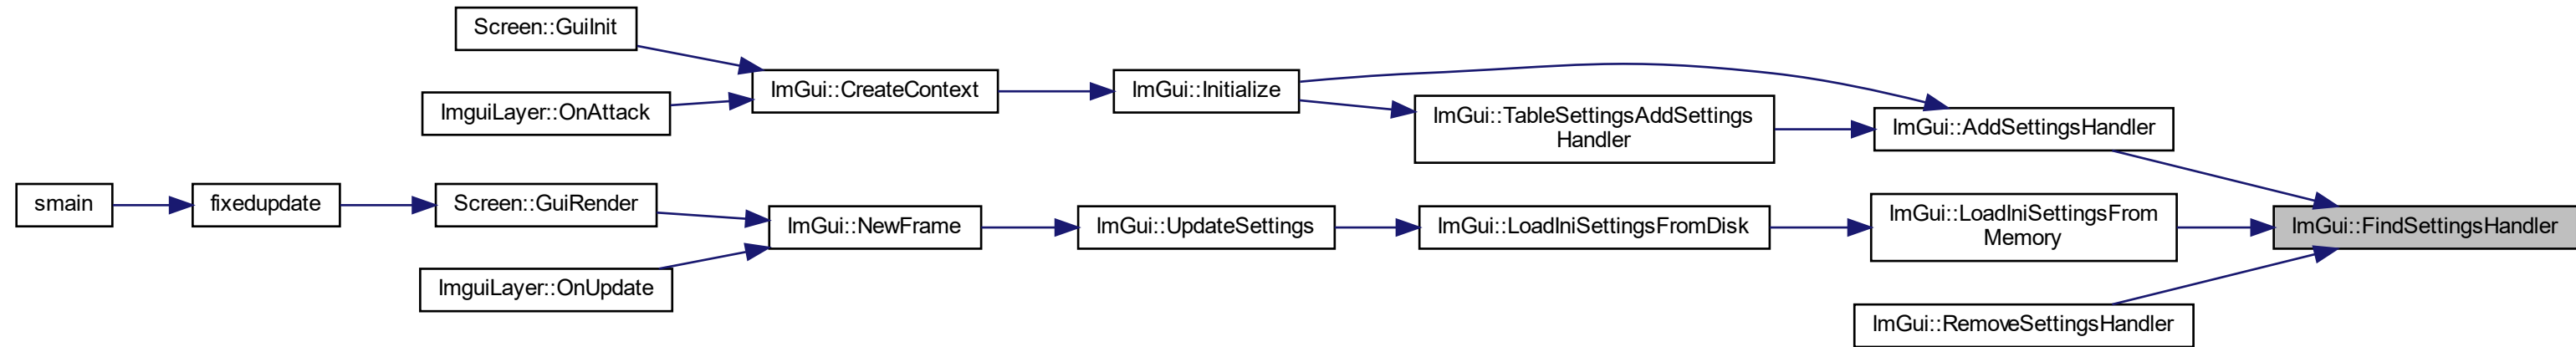 Screen::GuiInit
ImGui::CreateContext
ImGui::Initialize
ImguiLayer::OnAttack
ImGui::TableSettingsAddSettings
Handler
ImGui::AddSettingsHandler
smain
fixedupdate
Screen::GuiRender
ImGui::NewFrame
ImGui::UpdateSettings
ImGui::LoadIniSettingsFromDisk
ImGui::LoadIniSettingsFrom
Memory
ImGui::FindSettingsHandler
ImguiLayer::OnUpdate
ImGui::RemoveSettingsHandler